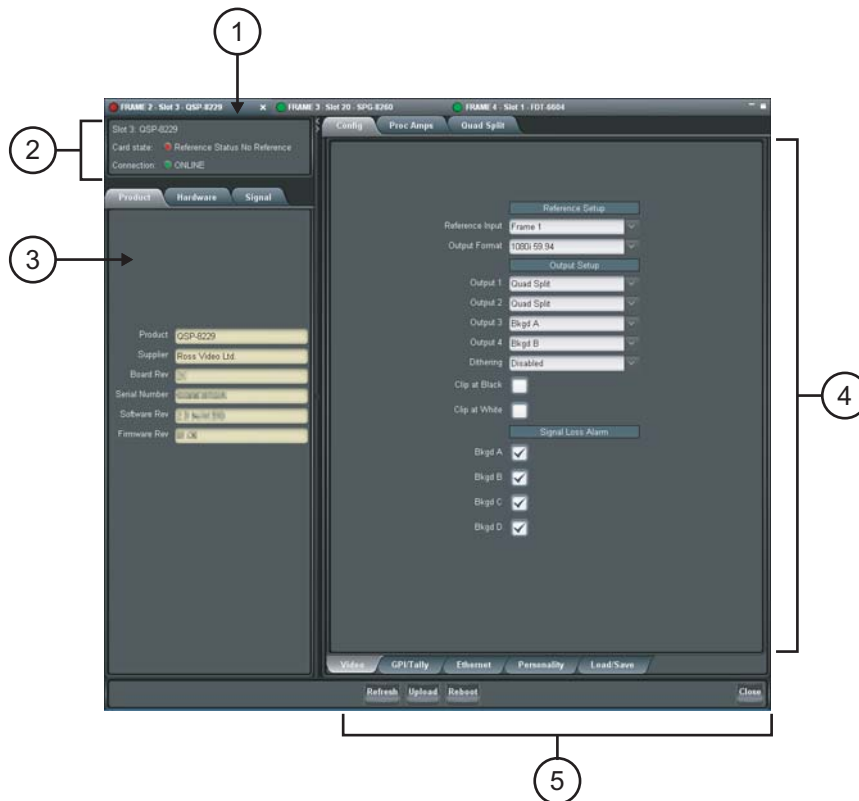 1
FRAME 2 - Slot 3 - QSP-8229 x FRAME 3 Slot 20 - SPG-8260 FRAME 4 - Slot 1 - FDT-6604
2
Slot 3: QSP-8229
Card state: Reference Status No Reference
Connection: ONLINE
Config Proc Amps Quad Split
Product Hardware Signal
3
Product QSP-8229
Supplier Ross Video Ltd.
Board Rev
Serial Number
Software Rev
Firmware Rev
Reference Setup
Reference Input Frame 1
Output Format 1080i 59.94
Output Setup
Output 1 Quad Split
Output 2 Quad Split
Output 3 Bkgd A
Output 4 Bkgd B
Dithering Disabled
Clip at Black
Clip at White
Signal Loss Alarm
Bkgd A
Bkgd B
Bkgd C
Bkgd D
4
Video GPI/Tally Ethernet Personality Load/Save
Refresh Upload Reboot Close
5